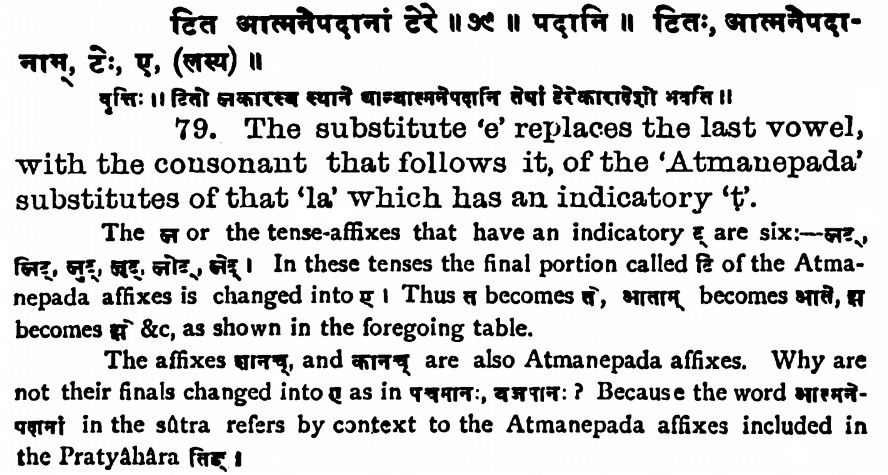 टित आत्मनेपदानां टेरे ॥७९॥ पदानि ॥ टितः, आत्मनेपदा-
नाम्, टेः, ए, (लस्य) ॥
वृत्तिः ॥ टितो लकारस्य स्थाने यान्यात्मनेपदानि तेषां टेरेकारादेशो भवति ॥
79. The substitute ‘e’ replaces the last vowel,
with the consonant that follows it, of the ‘Atmanepada’
substitutes of that ‘la’ which has an indicatory ‘ṭ’.
The ल or the tense-affixes that have an indicatory ट् are six:—लट्,
लिट्, लुट्, लृट्, लोट्, लेट् । In these tenses the final portion called टि of the Atma-
nepada affixes is changed into ए । Thus त becomes ते, आताम् becomes आते, झ
becomes झे &c, as shown in the foregoing table.
The affixes शानच्, and कानच् are also Atmanepada affixes. Why are
not their finals changed into ए as in पचमानः, यजमानः ? Because the word आत्मने-
पदानां in the sûtra refers by context to the Atmanepada affixes included in
the Pratyâhâra तिङ् ।